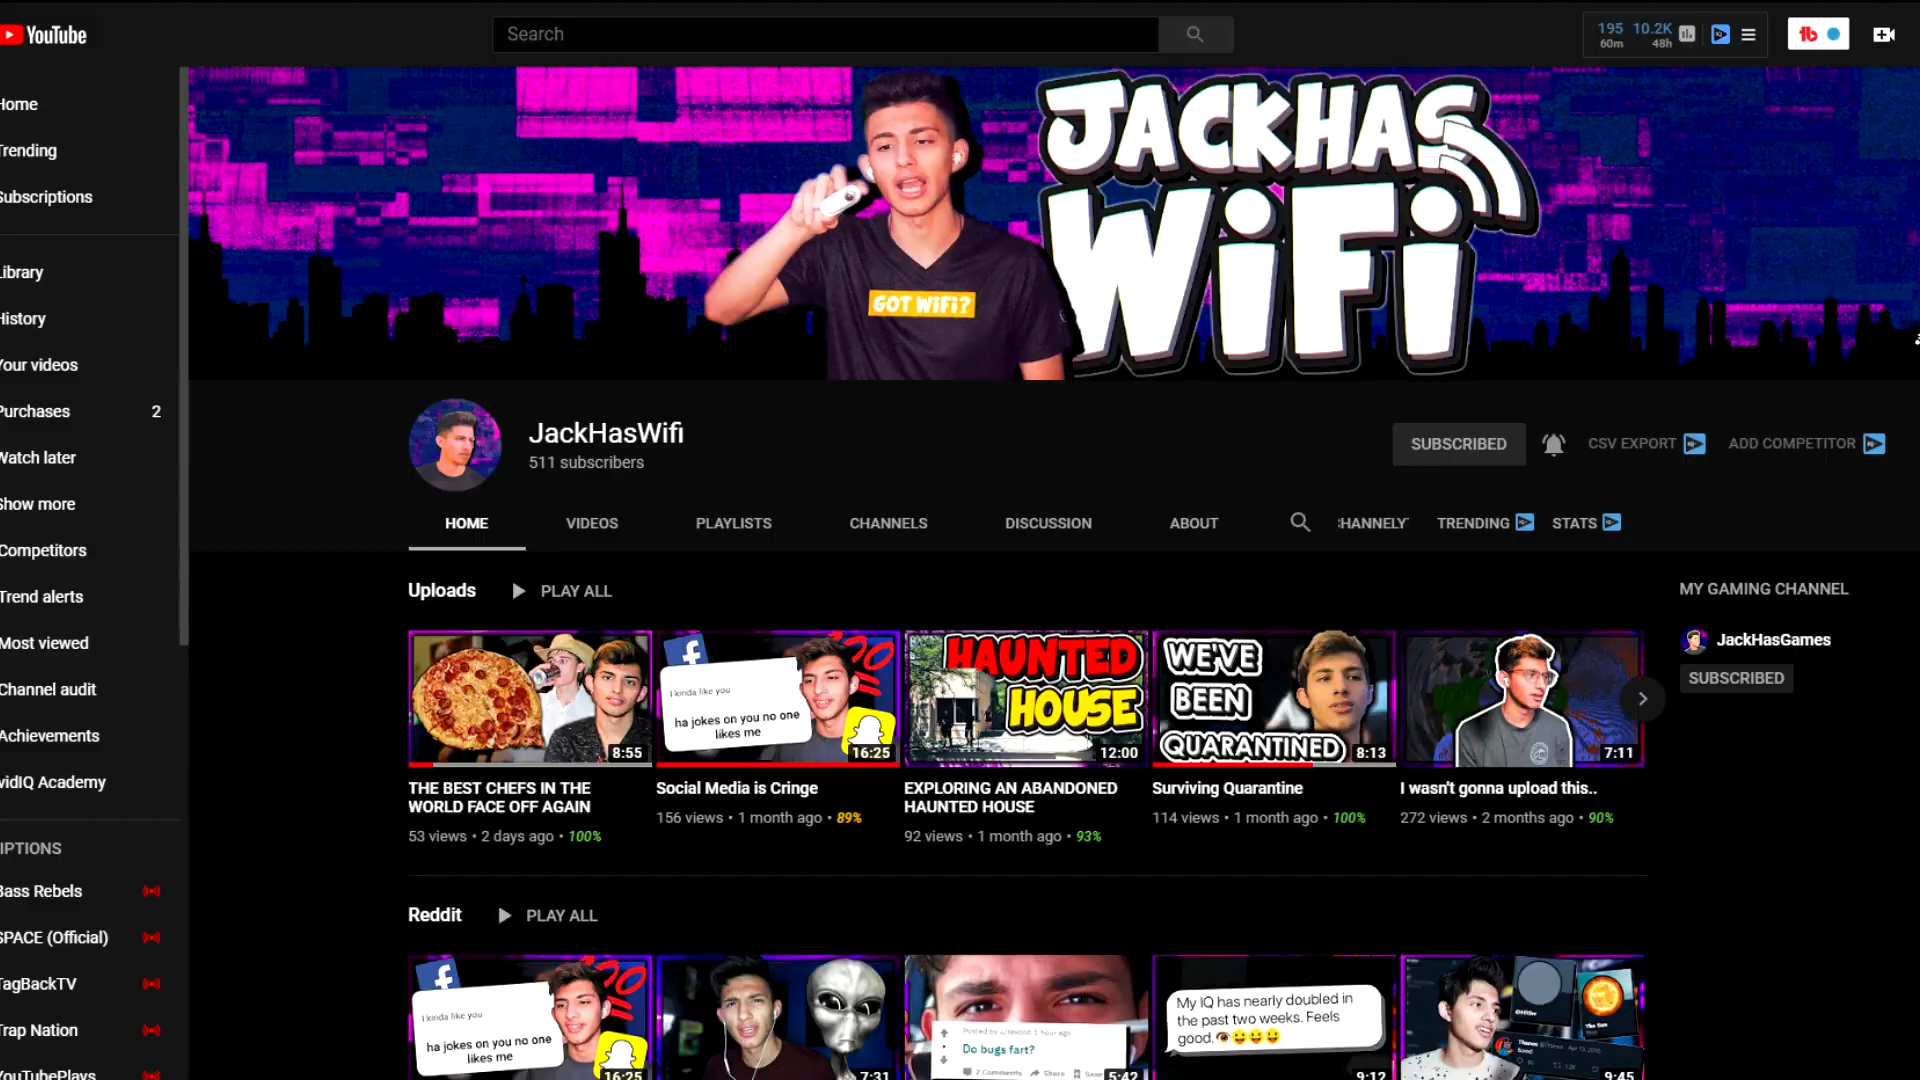 YouTube
Search
195 10.2K
60m 48h
Home
Trending
Subscriptions
Library
History
Your videos
Purchases 2
Watch later
Show more
Competitors
Trend alerts
Most viewed
Channel audit
Achievements
vidIQ Academy
IPTIONS
Bass Rebels
SPACE (Official)
TagBackTV
Trap Nation
YouTubePlays
JACKHAS
WiFi
GOT WiFi?
JackHasWifi
511 subscribers
SUBSCRIBED
CSV EXPORT
ADD COMPETITOR
HOME VIDEOS PLAYLISTS CHANNELS DISCUSSION ABOUT HANNELY TRENDING STATS
Uploads PLAY ALL
8:55
I kinda like you
ha jokes on you no one
likes me
16:25
HAUNTED
HOUSE
12:00
WE'VE
BEEN
QUARANTINED
8:13
7:11
THE BEST CHEFS IN THE
WORLD FACE OFF AGAIN
53 views • 2 days ago • 100%
Social Media is Cringe
156 views • 1 month ago • 89%
EXPLORING AN ABANDONED
HAUNTED HOUSE
92 views • 1 month ago • 93%
Surviving Quarantine
114 views • 1 month ago • 100%
I wasn't gonna upload this..
272 views • 2 months ago • 90%
MY GAMING CHANNEL
JackHasGames
SUBSCRIBED
Reddit PLAY ALL
I kinda like you
ha jokes on you no one
likes me
16:25
7:31
Do bugs fart?
7 Comments Share Save
5:42
My IQ has nearly doubled in
the past two weeks. Feels
good.
9:12
The Sun
9:45